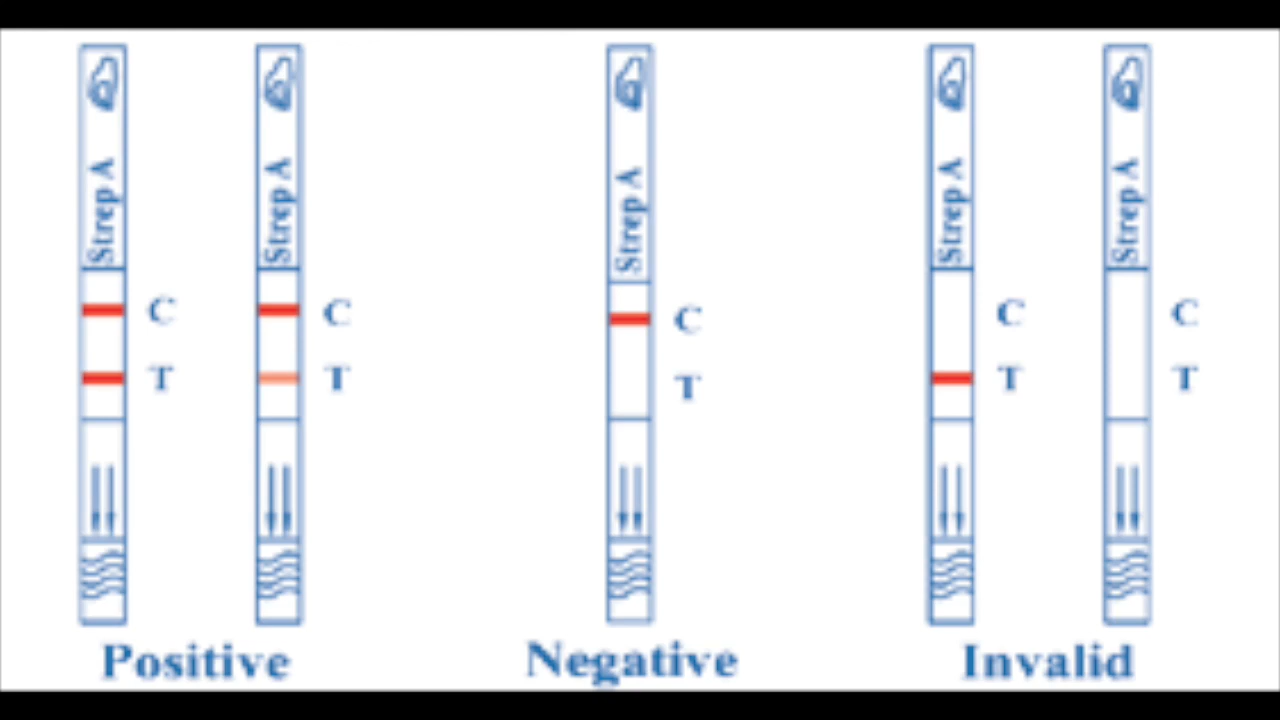 Strep A Strep A Strep A Strep A Strep A
C C C C C
T T T T T
Positive Negative Invalid